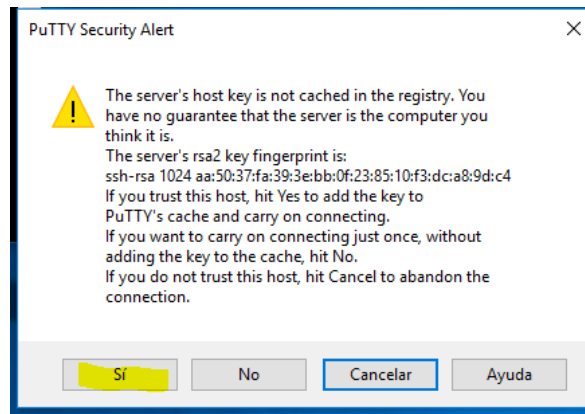 PuTTY Security Alert
The server's host key is not cached in the registry. You
have no guarantee that the server is the computer you
think it is.
The server's rsa2 key fingerprint is:
ssh-rsa 1024 aa:50:37:fa:39:3e:bb:0f:23:85:10:f3:dc:a8:9d:c4
If you trust this host, hit Yes to add the key to
PuTTY's cache and carry on connecting.
If you want to carry on connecting just once, without
adding the key to the cache, hit No.
If you do not trust this host, hit Cancel to abandon the
connection.
Sí No Cancelar Ayuda